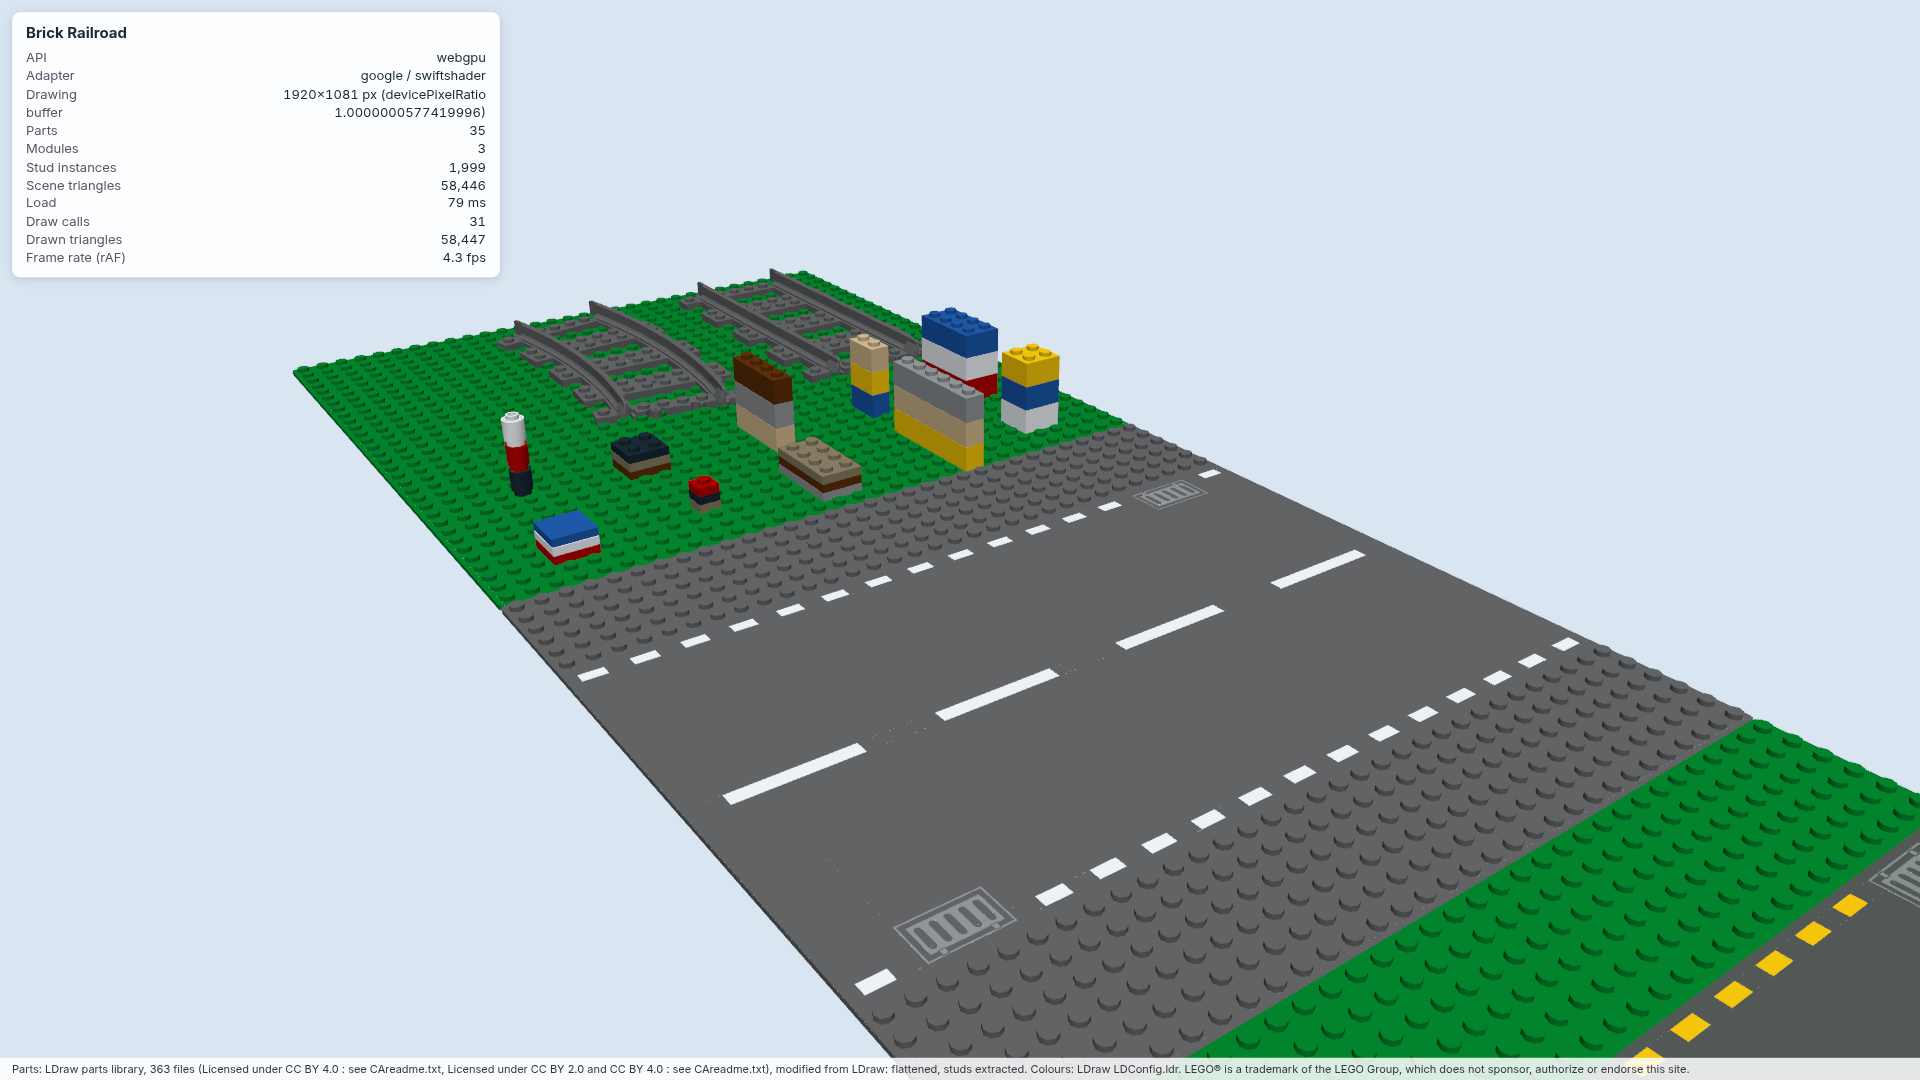 Brick Railroad
API webgpu
Adapter google / swiftshader
Drawing 1920×1081 px (devicePixelRatio
buffer 1.0000000577419996)
Parts 35
Modules 3
Stud instances 1,999
Scene triangles 58,446
Load 79 ms
Draw calls 31
Drawn triangles 58,447
Frame rate (rAF) 4.3 fps
Parts: LDraw parts library, 363 files (Licensed under CC BY 4.0 : see CAreadme.txt, Licensed under CC BY 2.0 and CC BY 4.0 : see CAreadme.txt), modified from LDraw: flattened, studs extracted. Colours: LDraw LDConfig.ldr. LEGO® is a trademark of the LEGO Group, which does not sponsor, authorize or endorse this site.